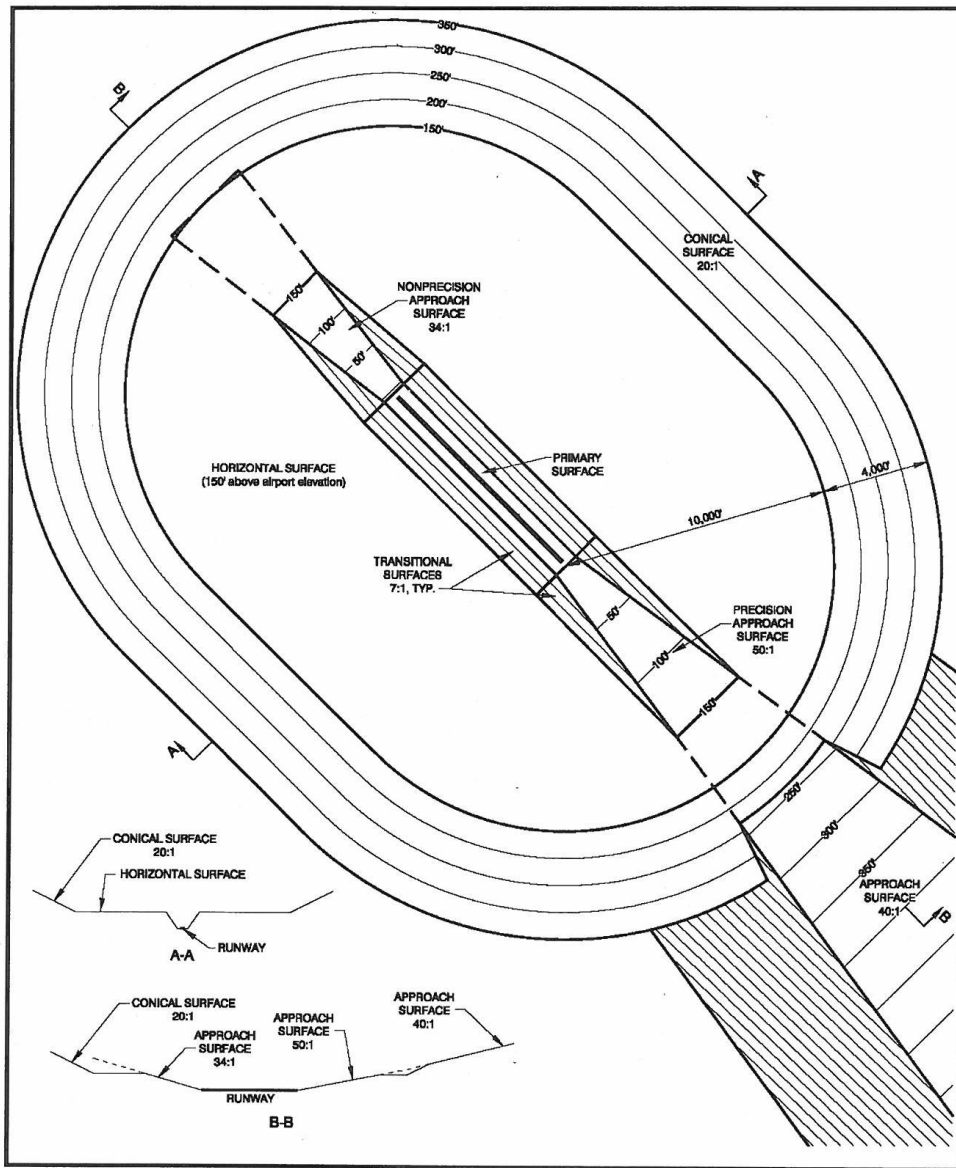 350'
300'
250'
200'
150'
B
A
CONICAL
SURFACE
20:1
NONPRECISION
APPROACH
SURFACE
34:1
150'
100'
50'
HORIZONTAL SURFACE
(150' above airport elevation)
PRIMARY
SURFACE
4,000'
10,000'
TRANSITIONAL
SURFACES
7:1, TYP.
50'
100'
150'
PRECISION
APPROACH
SURFACE
50:1
A
250'
300'
350'
APPROACH
SURFACE
40:1
B
CONICAL SURFACE
20:1
HORIZONTAL SURFACE
RUNWAY
A-A
CONICAL SURFACE
20:1
APPROACH
SURFACE
34:1
APPROACH
SURFACE
50:1
APPROACH
SURFACE
40:1
RUNWAY
B-B